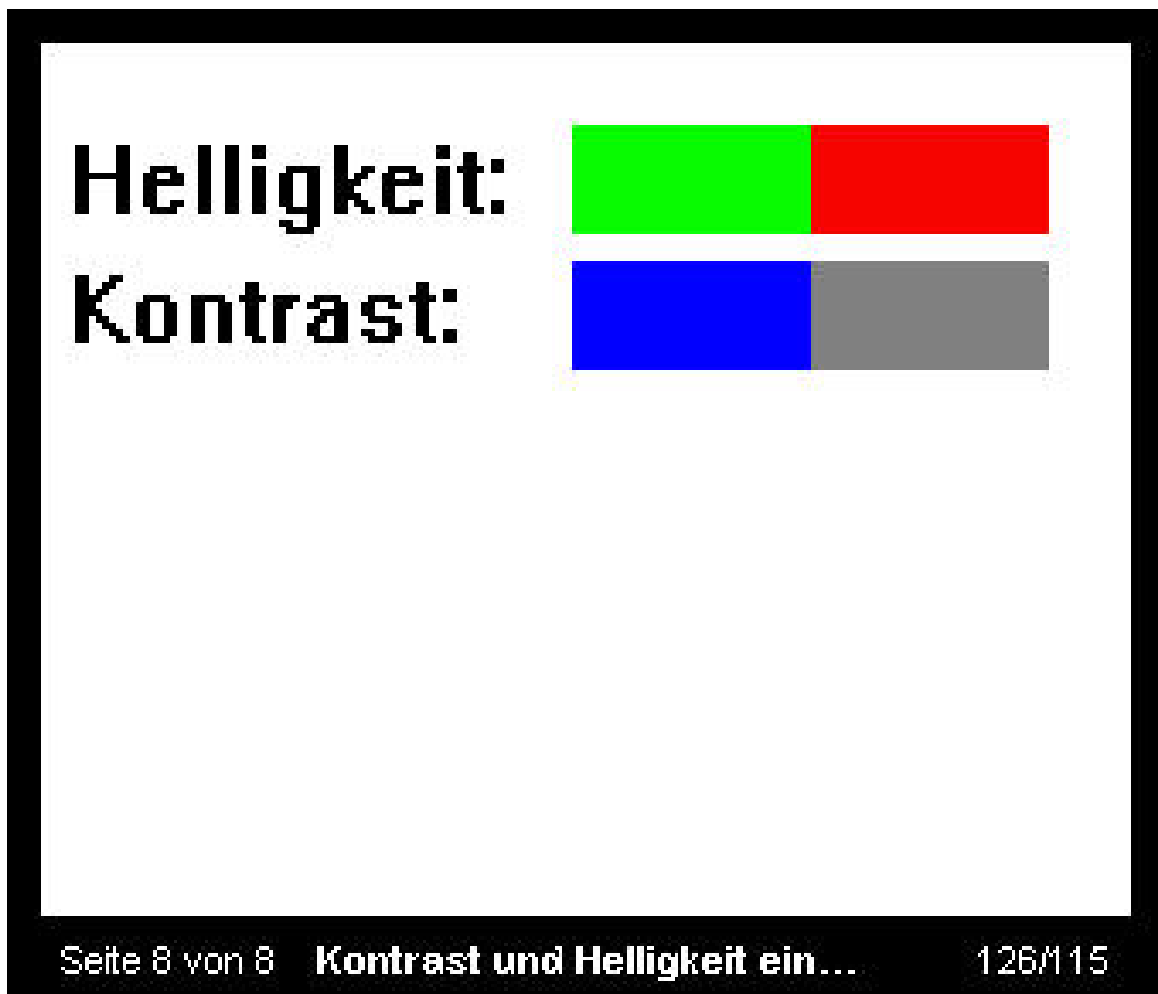 Helligkeit:
Kontrast:
Seite 8 von 8 Kontrast und Helligkeit ein... 126/115